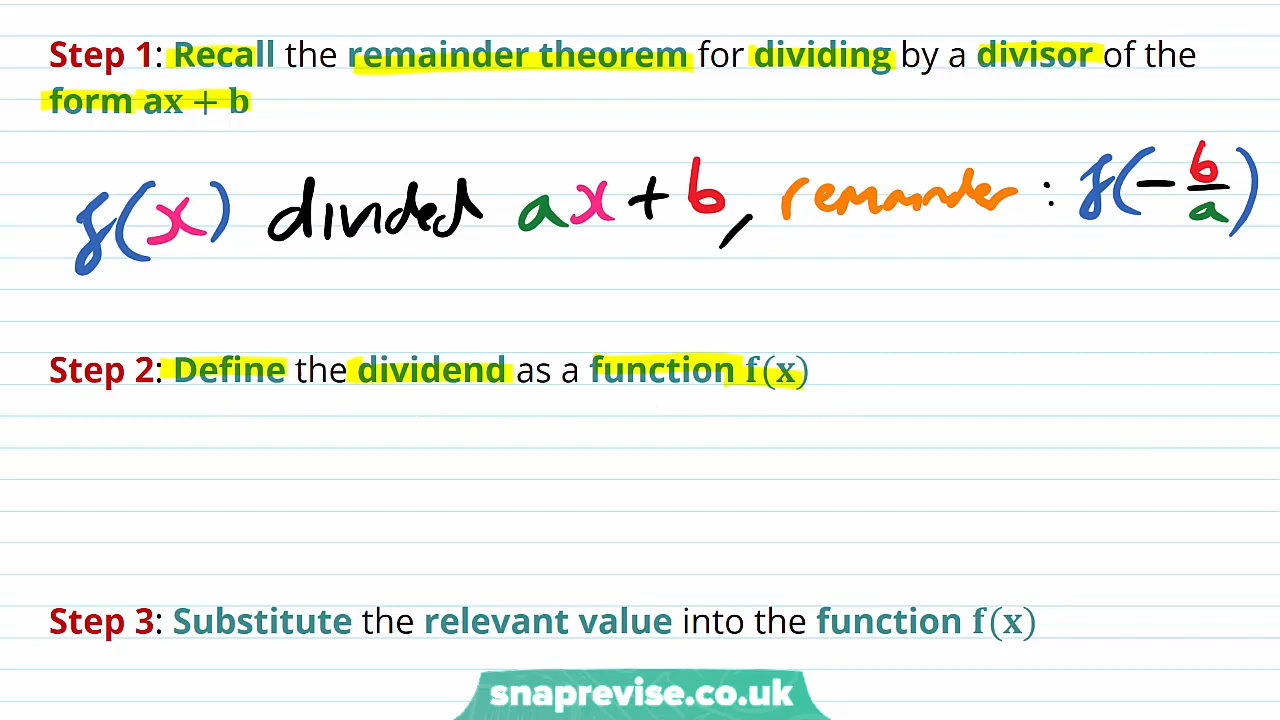 Step 1: Recall the remainder theorem for dividing by a divisor of the
form ax + b
f(x) divided ax + b, remainder : f(-b/a)
Step 2: Define the dividend as a function f(x)
Step 3: Substitute the relevant value into the function f(x)
snaprevise.co.uk